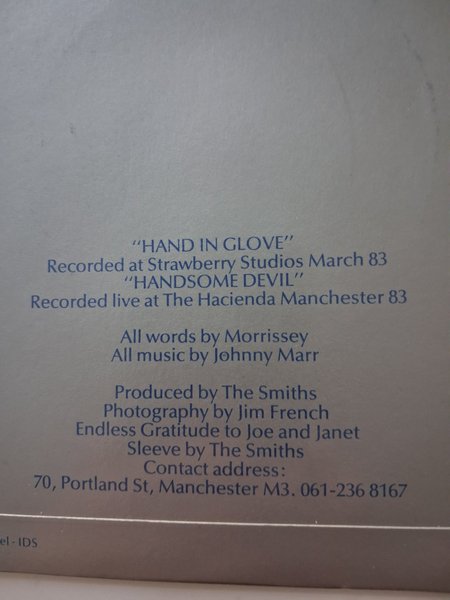 "HAND IN GLOVE"
Recorded at Strawberry Studios March 83
"HANDSOME DEVIL"
Recorded live at The Hacienda Manchester 83
All words by Morrissey
All music by Johnny Marr
Produced by The Smiths
Photography by Jim French
Endless Gratitude to Joe and Janet
Sleeve by The Smiths
Contact address:
70, Portland St, Manchester M3. 061-236 8167
el - IDS